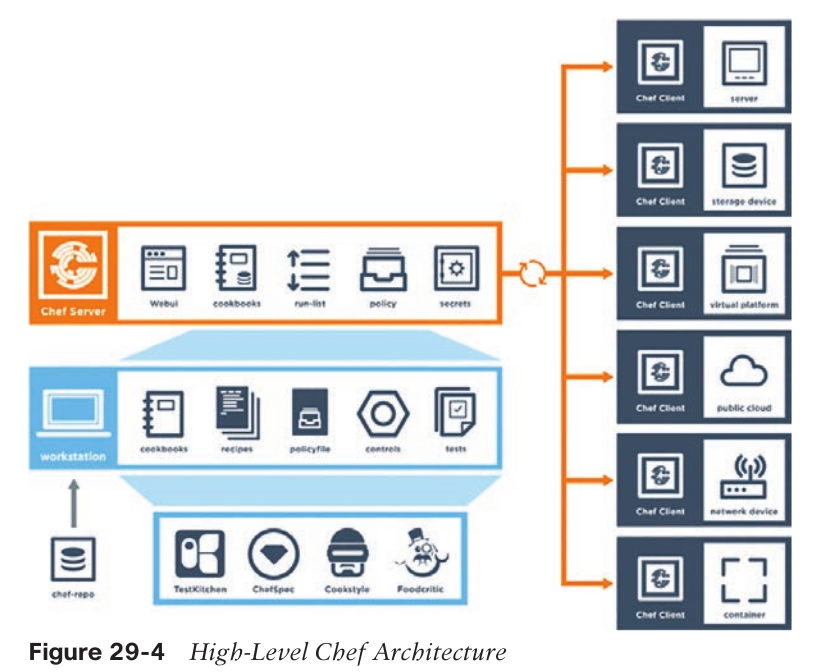 Chef Client
server
Chef Client
storage device
Chef Server
WebUI
cookbooks
run-list
policy
secrets
Chef Client
virtual platform
workstation
cookbooks
recipes
policyfile
controls
tests
Chef Client
public cloud
chef-repo
TestKitchen
ChefSpec
Cookstyle
Foodcritic
Chef Client
network device
Chef Client
container
Figure 29-4 High-Level Chef Architecture